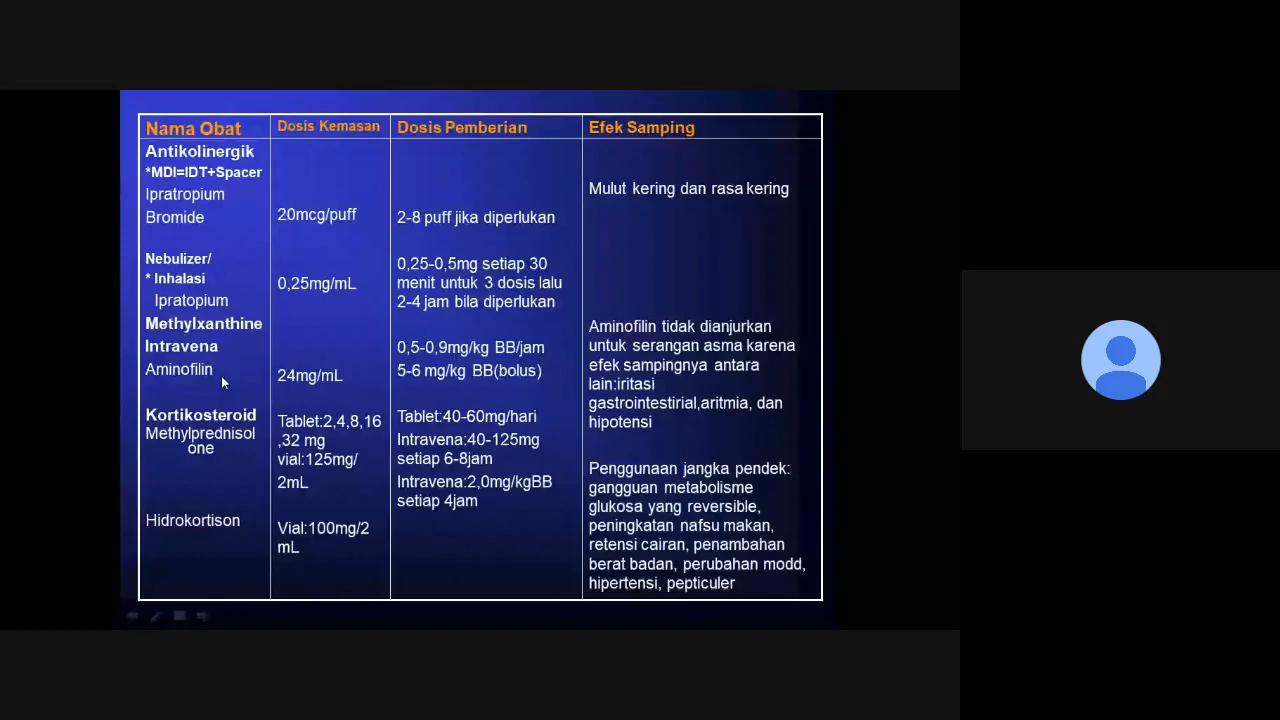 Nama Obat
Dosis Kemasan
Dosis Pemberian
Efek Samping
Antikolinergik
*MDI=IDT+Spacer
Ipratropium
Bromide
20mcg/puff
2-8 puff jika diperlukan
Mulut kering dan rasa kering
Nebulizer/
* Inhalasi
Ipratopium
0,25mg/mL
0,25-0,5mg setiap 30
menit untuk 3 dosis lalu
2-4 jam bila diperlukan
Methylxanthine
Intravena
Aminofilin
24mg/mL
0,5-0,9mg/kg BB/jam
5-6 mg/kg BB(bolus)
Aminofilin tidak dianjurkan
untuk serangan asma karena
efek sampingnya antara
lain:iritasi
gastrointestirial,aritmia, dan
hipotensi
Kortikosteroid
Methylprednisol
one
Tablet:2,4,8,16
,32 mg
vial:125mg/
2mL
Tablet:40-60mg/hari
Intravena:40-125mg
setiap 6-8jam
Intravena:2,0mg/kgBB
setiap 4jam
Penggunaan jangka pendek:
gangguan metabolisme
glukosa yang reversible,
peningkatan nafsu makan,
retensi cairan, penambahan
berat badan, perubahan modd,
hipertensi, pepticuler
Hidrokortison
Vial:100mg/2
mL